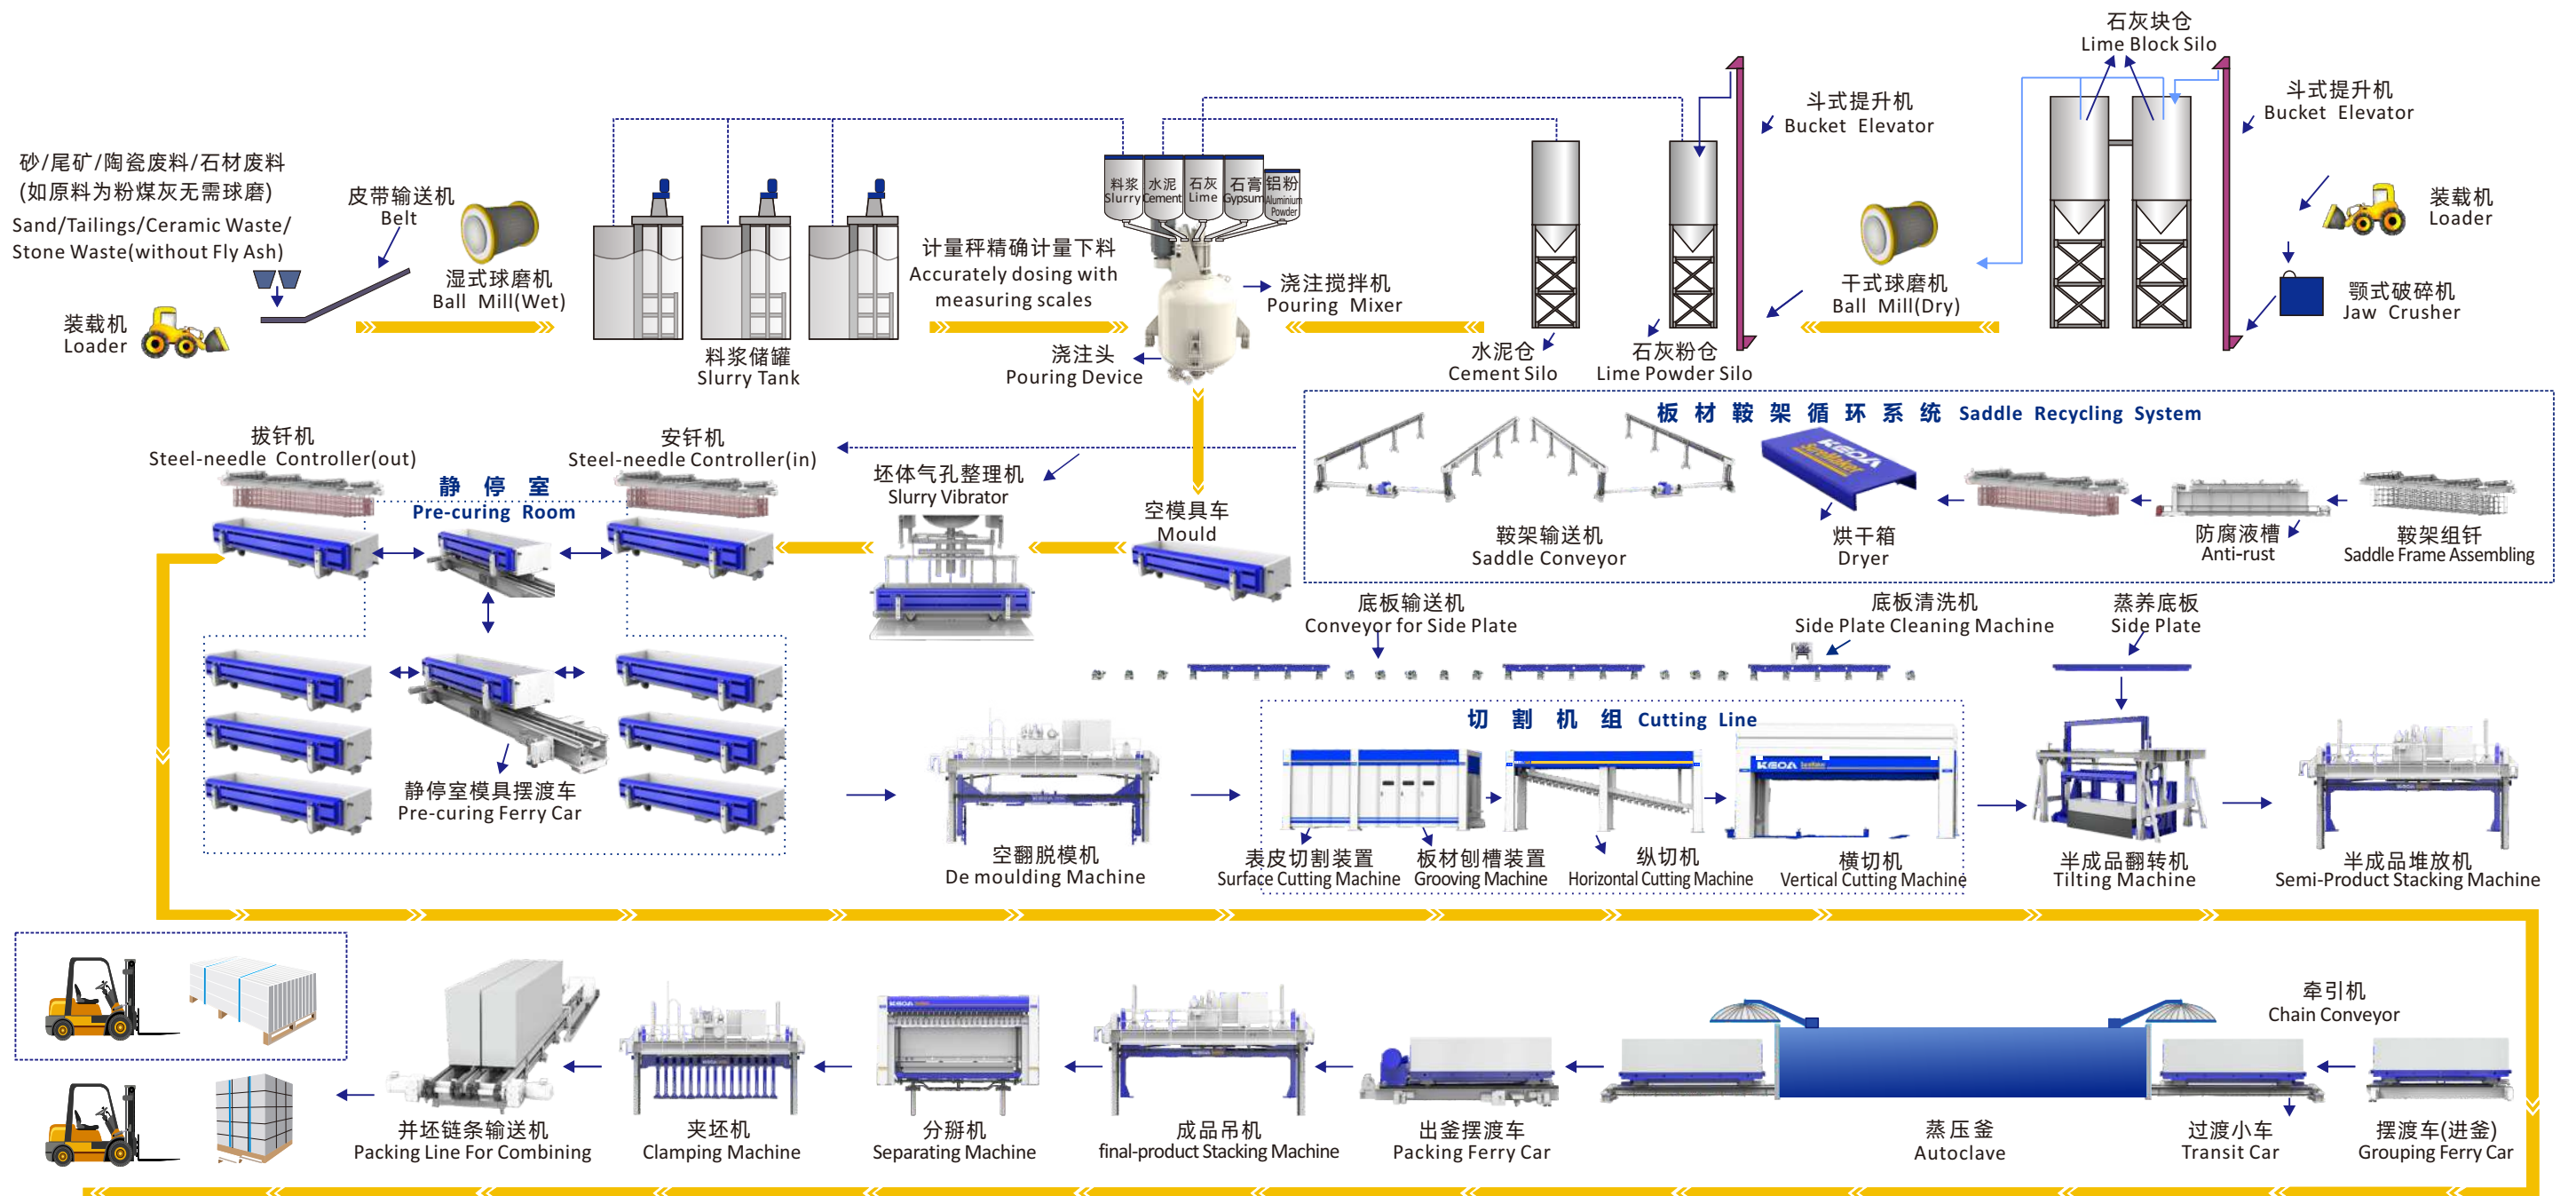 石灰块仓
Lime Block Silo
斗式提升机
Bucket Elevator
斗式提升机
Bucket Elevator
砂/尾矿/陶瓷废料/石材废料
(如原料为粉煤灰无需球磨)
Sand/Tailings/Ceramic Waste/
Stone Waste(without Fly Ash)
皮带输送机
Belt
湿式球磨机
Ball Mill(Wet)
装载机
Loader
料浆储罐
Slurry Tank
计量秤精确计量下料
Accurately dosing with
measuring scales
料浆
Slurry
水泥
Cement
石灰
Lime
石膏
Gypsum
铝粉
Aluminium
Powder
浇注搅拌机
Pouring Mixer
浇注头
Pouring Device
水泥仓
Cement Silo
石灰粉仓
Lime Powder Silo
干式球磨机
Ball Mill(Dry)
装载机
Loader
颚式破碎机
Jaw Crusher
拔钎机
Steel-needle Controller(out)
静停室
Pre-curing Room
安钎机
Steel-needle Controller(in)
坯体气孔整理机
Slurry Vibrator
空模具车
Mould
板材鞍架循环系统 Saddle Recycling System
鞍架输送机
Saddle Conveyor
KEDA
SureMaker
烘干箱
Dryer
防腐液槽
Anti-rust
鞍架组钎
Saddle Frame Assembling
底板输送机
Conveyor for Side Plate
底板清洗机
Side Plate Cleaning Machine
蒸养底板
Side Plate
静停室模具摆渡车
Pre-curing Ferry Car
空翻脱模机
De moulding Machine
切割机组 Cutting Line
KEDA
表皮切割装置
Surface Cutting Machine
板材刨槽装置
Grooving Machine
纵切机
Horizontal Cutting Machine
横切机
Vertical Cutting Machine
半成品翻转机
Tilting Machine
半成品堆放机
Semi-Product Stacking Machine
并坯链条输送机
Packing Line For Combining
夹坯机
Clamping Machine
KEDA
分掰机
Separating Machine
成品吊机
final-product Stacking Machine
出釜摆渡车
Packing Ferry Car
蒸压釜
Autoclave
牵引机
Chain Conveyor
过渡小车
Transit Car
摆渡车(进釜)
Grouping Ferry Car